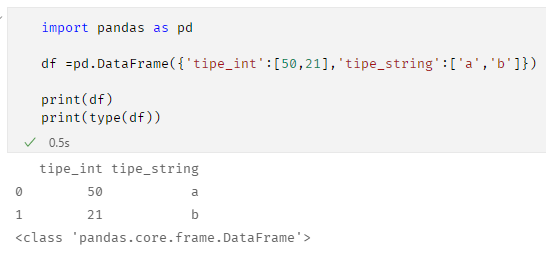 import pandas as pd
df =pd.DataFrame({'tipe_int':[50,21],'tipe_string':['a','b']})
print(df)
print(type(df))
0.5s
tipe_int tipe_string
0 50 a
1 21 b
<class 'pandas.core.frame.DataFrame'>